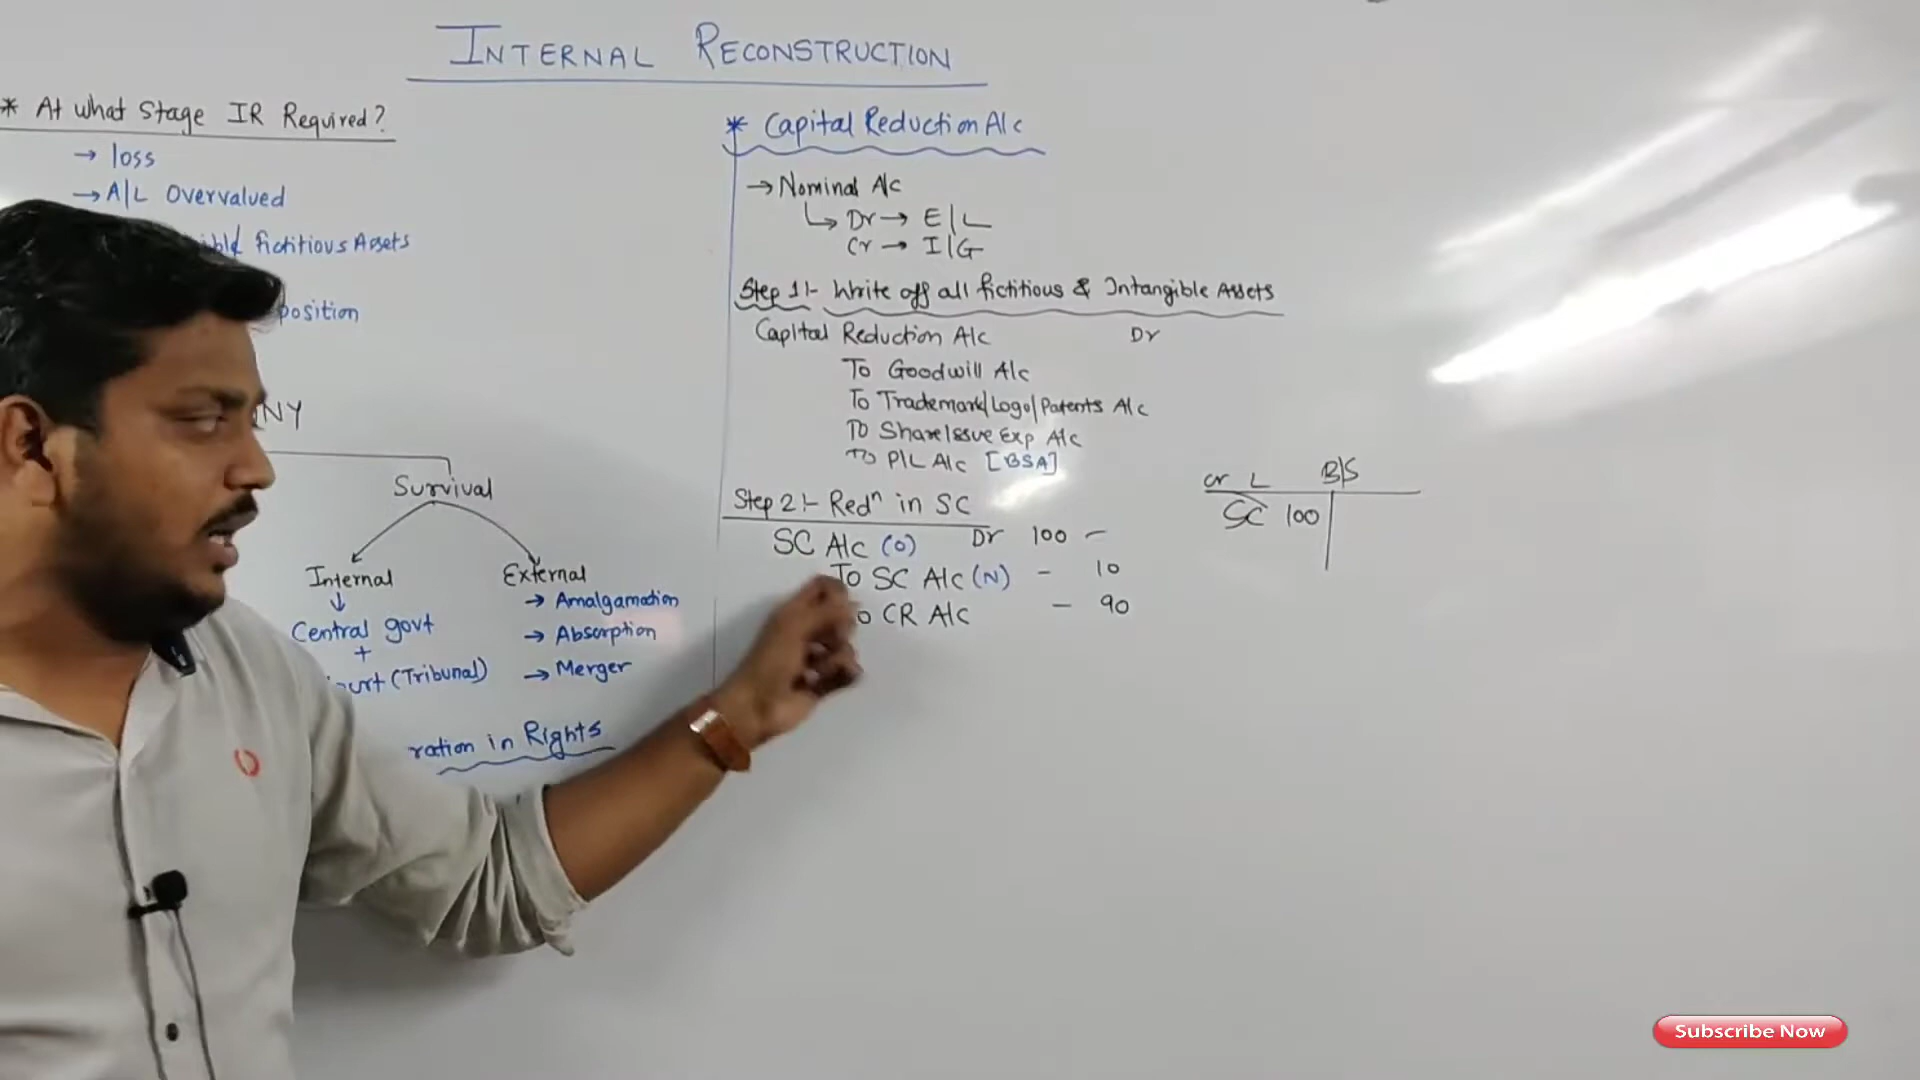 INTERNAL RECONSTRUCTION
* At what Stage IR Required?
→ loss
→ A/L Overvalued
fictitious Assets
position
NY
Survival
Internal
External
↓
Central govt
+
(Tribunal)
→ Amalgamation
→ Absorption
→ Merger
ration in Rights
* Capital Reduction A/c
→ Nominal A/c
↳ Dr → E/L
Cr → I/G
Step 1:- Write off all fictitious & Intangible Assets
Capital Reduction A/c Dr
To Goodwill A/c
To Trademark/Logo/Patents A/c
To Share Issue Exp A/c
To P/L A/c [BSA]
Step 2:- Redⁿ in SC
SC A/c (O) Dr 100 -
To SC A/c (N) - 10
o CR A/c - 90
Cr L B/S
SC 100
Subscribe Now